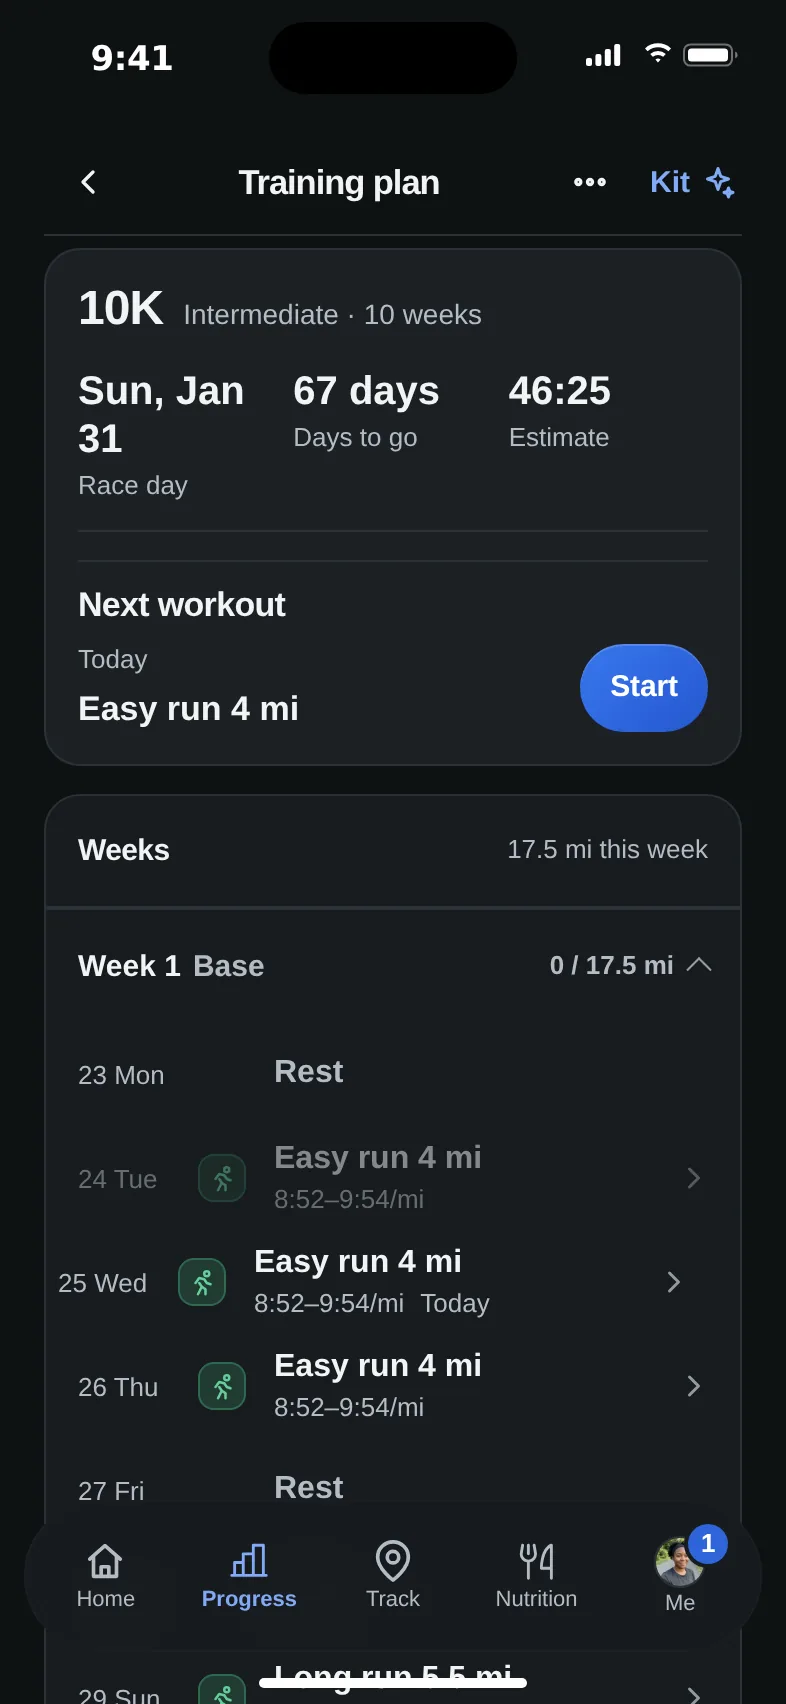 9:41
Training plan
Kit
10K Intermediate · 10 weeks
Sun, Jan 31
67 days
46:25
Race day
Days to go
Estimate
Next workout
Today
Easy run 4 mi
Start
Weeks
17.5 mi this week
Week 1 Base
0 / 17.5 mi
23 Mon
Rest
24 Tue
Easy run 4 mi
8:52–9:54/mi
25 Wed
Easy run 4 mi
8:52–9:54/mi Today
26 Thu
Easy run 4 mi
8:52–9:54/mi
27 Fri
Rest
Home
Progress
Track
Nutrition
1
Me
29 Sun
Long run 5.5 mi